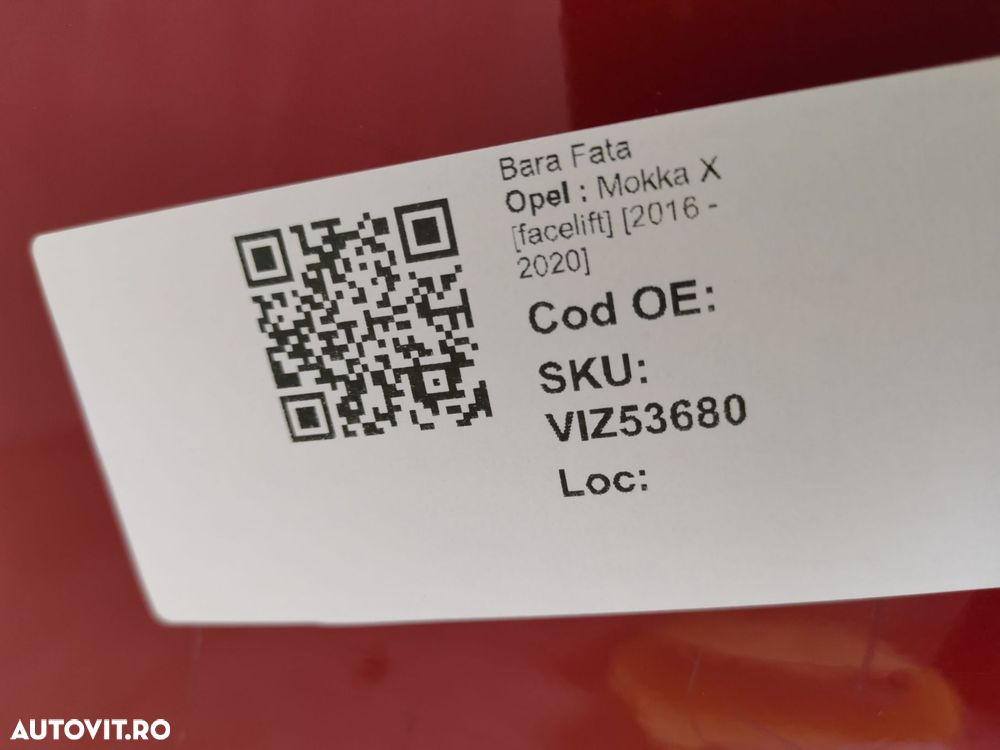 Bara Fata
Opel : Mokka X
[facelift] [2016 -
2020]
Cod OE:
SKU:
VIZ53680
Loc:
AUTOVIT.RO